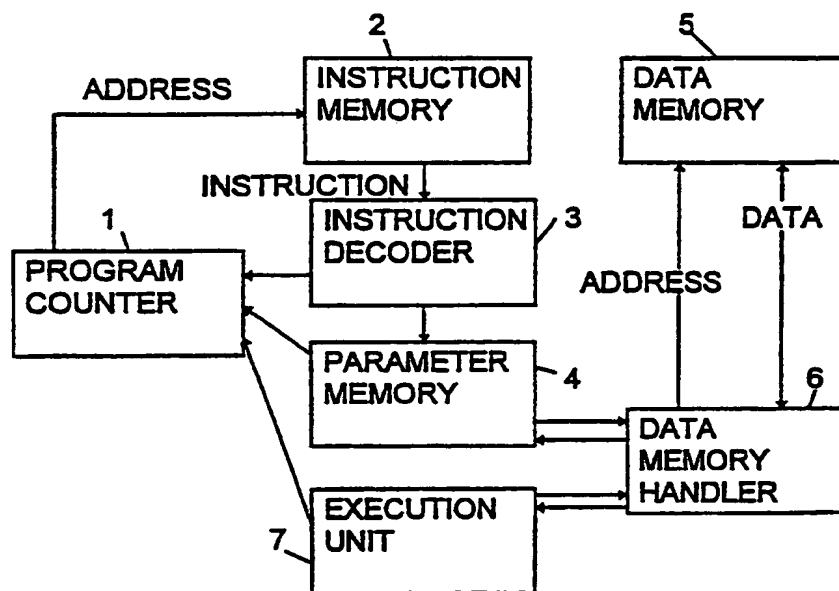 2
5
INSTRUCTION
MEMORY
DATA
MEMORY
ADDRESS
INSTRUCTION
1
INSTRUCTION
DECODER
3
DATA
PROGRAM
COUNTER
ADDRESS
PARAMETER
MEMORY
4
6
DATA
MEMORY
HANDLER
EXECUTION
UNIT
7